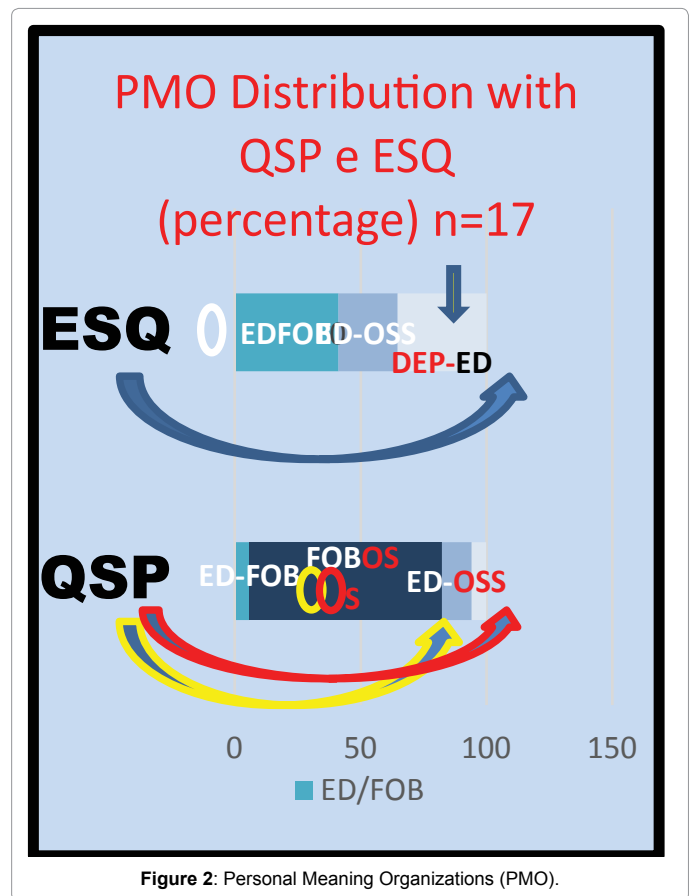 PMO Distribution with
QSP e ESQ
(percentage) n=17
ESQ
EDFOB
ED-OSS
DEP-ED
QSP
ED-FOB
FOBOS
S
ED-OSS
0 50 100 150
ED/FOB
Figure 2: Personal Meaning Organizations (PMO).